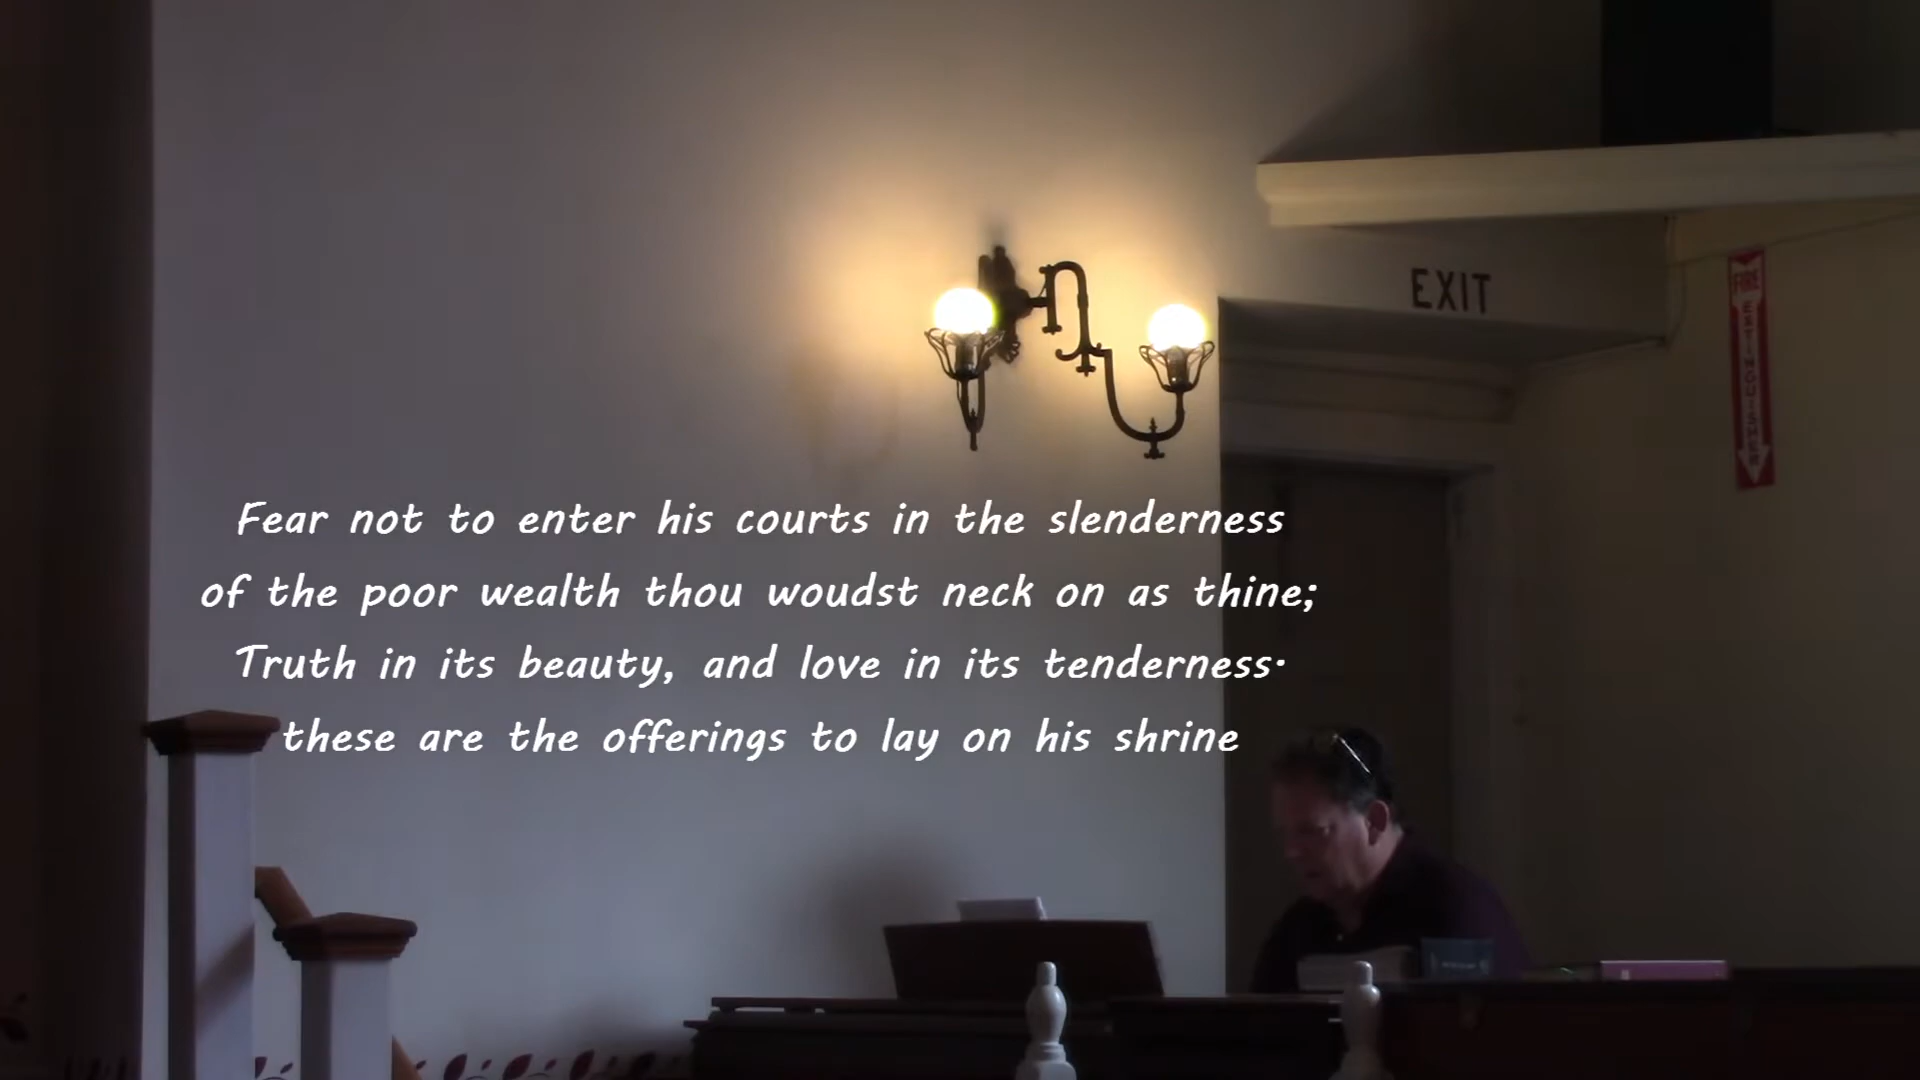 EXIT
FIRE EXTINGUISHER
Fear not to enter his courts in the slenderness
of the poor wealth thou woudst neck on as thine;
Truth in its beauty, and love in its tenderness·
these are the offerings to lay on his shrine